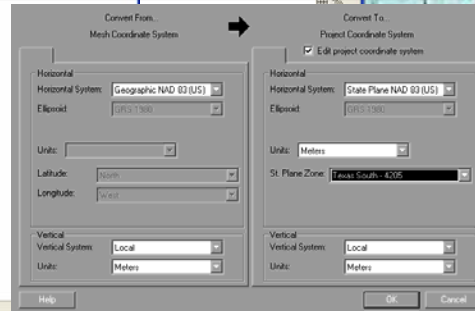 Convert From...
Mesh Coordinate System
Convert To...
Project Coordinate System
Edit project coordinate system
Horizontal
Horizontal System: Geographic NAD 83 (US)
Ellipsoid: GRS 1980
Units:
Latitude: North
Longitude: West
Vertical
Vertical System: Local
Units: Meters
Horizontal
Horizontal System: State Plane NAD 83 (US)
Ellipsoid: GRS 1980
Units: Meters
St. Plane Zone: Texas South - 4205
Vertical
Vertical System: Local
Units: Meters
Help
OK
Cancel